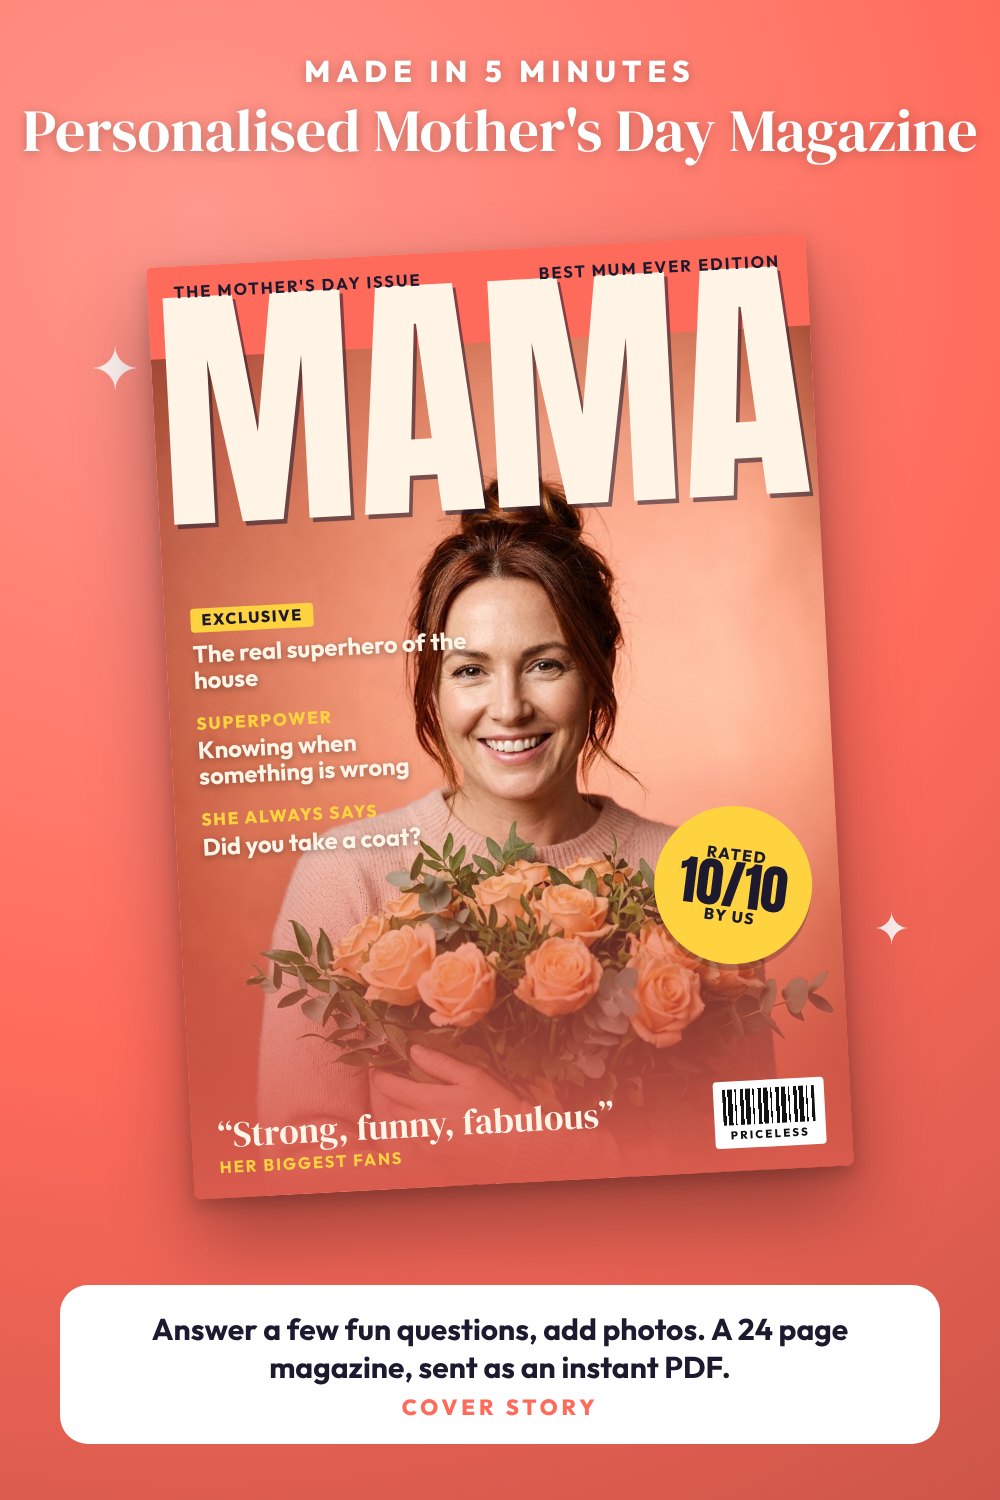 MADE IN 5 MINUTES
Personalised Mother's Day Magazine
THE MOTHER'S DAY ISSUE
BEST MUM EVER EDITION
MAMA
EXCLUSIVE
The real superhero of the
house
SUPERPOWER
Knowing when
something is wrong
SHE ALWAYS SAYS
Did you take a coat?
RATED
10/10
BY US
“Strong, funny, fabulous”
HER BIGGEST FANS
PRICELESS
Answer a few fun questions, add photos. A 24 page
magazine, sent as an instant PDF.
COVER STORY